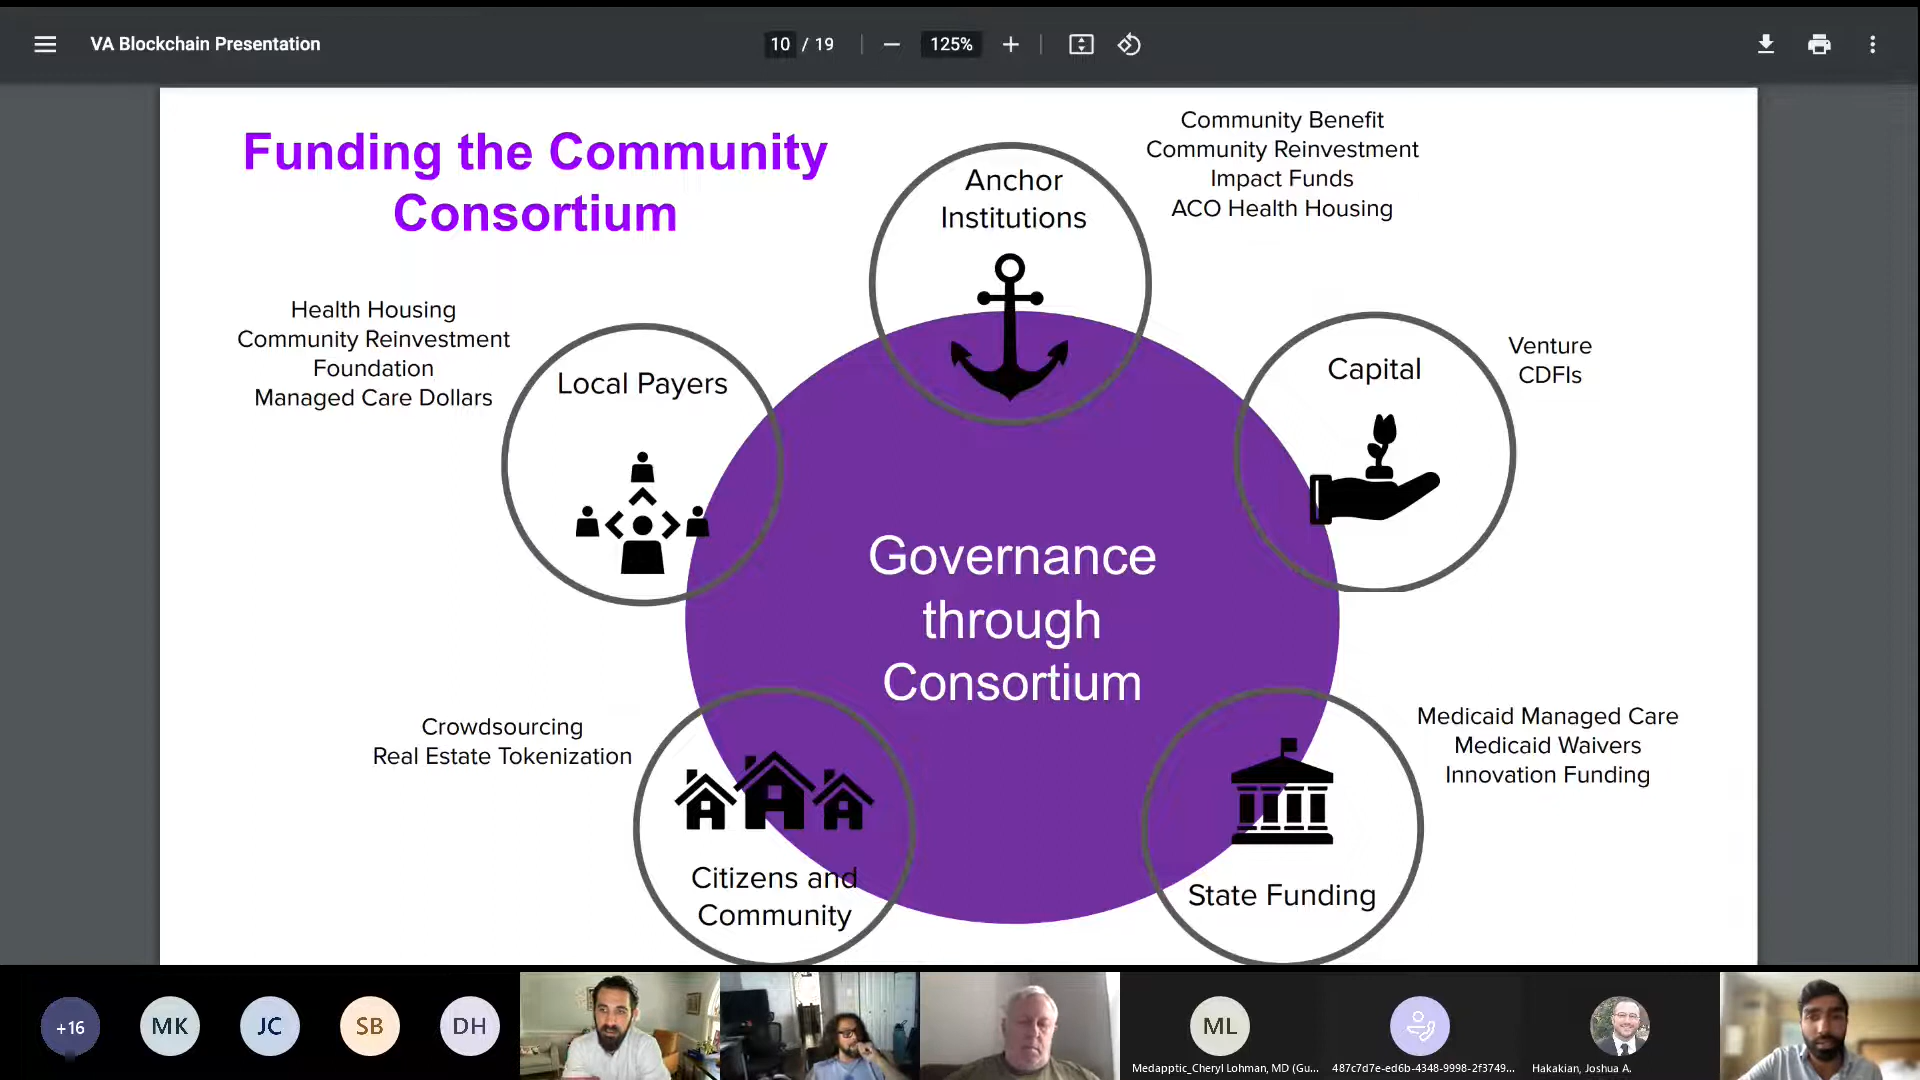 VA Blockchain Presentation
10 / 19
125%
Funding the Community
Consortium
Community Benefit
Community Reinvestment
Impact Funds
ACO Health Housing
Anchor
Institutions
Health Housing
Community Reinvestment
Foundation
Managed Care Dollars
Local Payers
Capital
Venture
CDFIs
Governance
through
Consortium
Crowdsourcing
Real Estate Tokenization
Citizens and
Community
Medicaid Managed Care
Medicaid Waivers
Innovation Funding
State Funding
+16
MK
JC
SB
DH
ML
Medapptic_Cheryl Lohman, MD (Gu...
487c7d7e-ed6b-4348-9998-2f3749...
Hakakian, Joshua A.